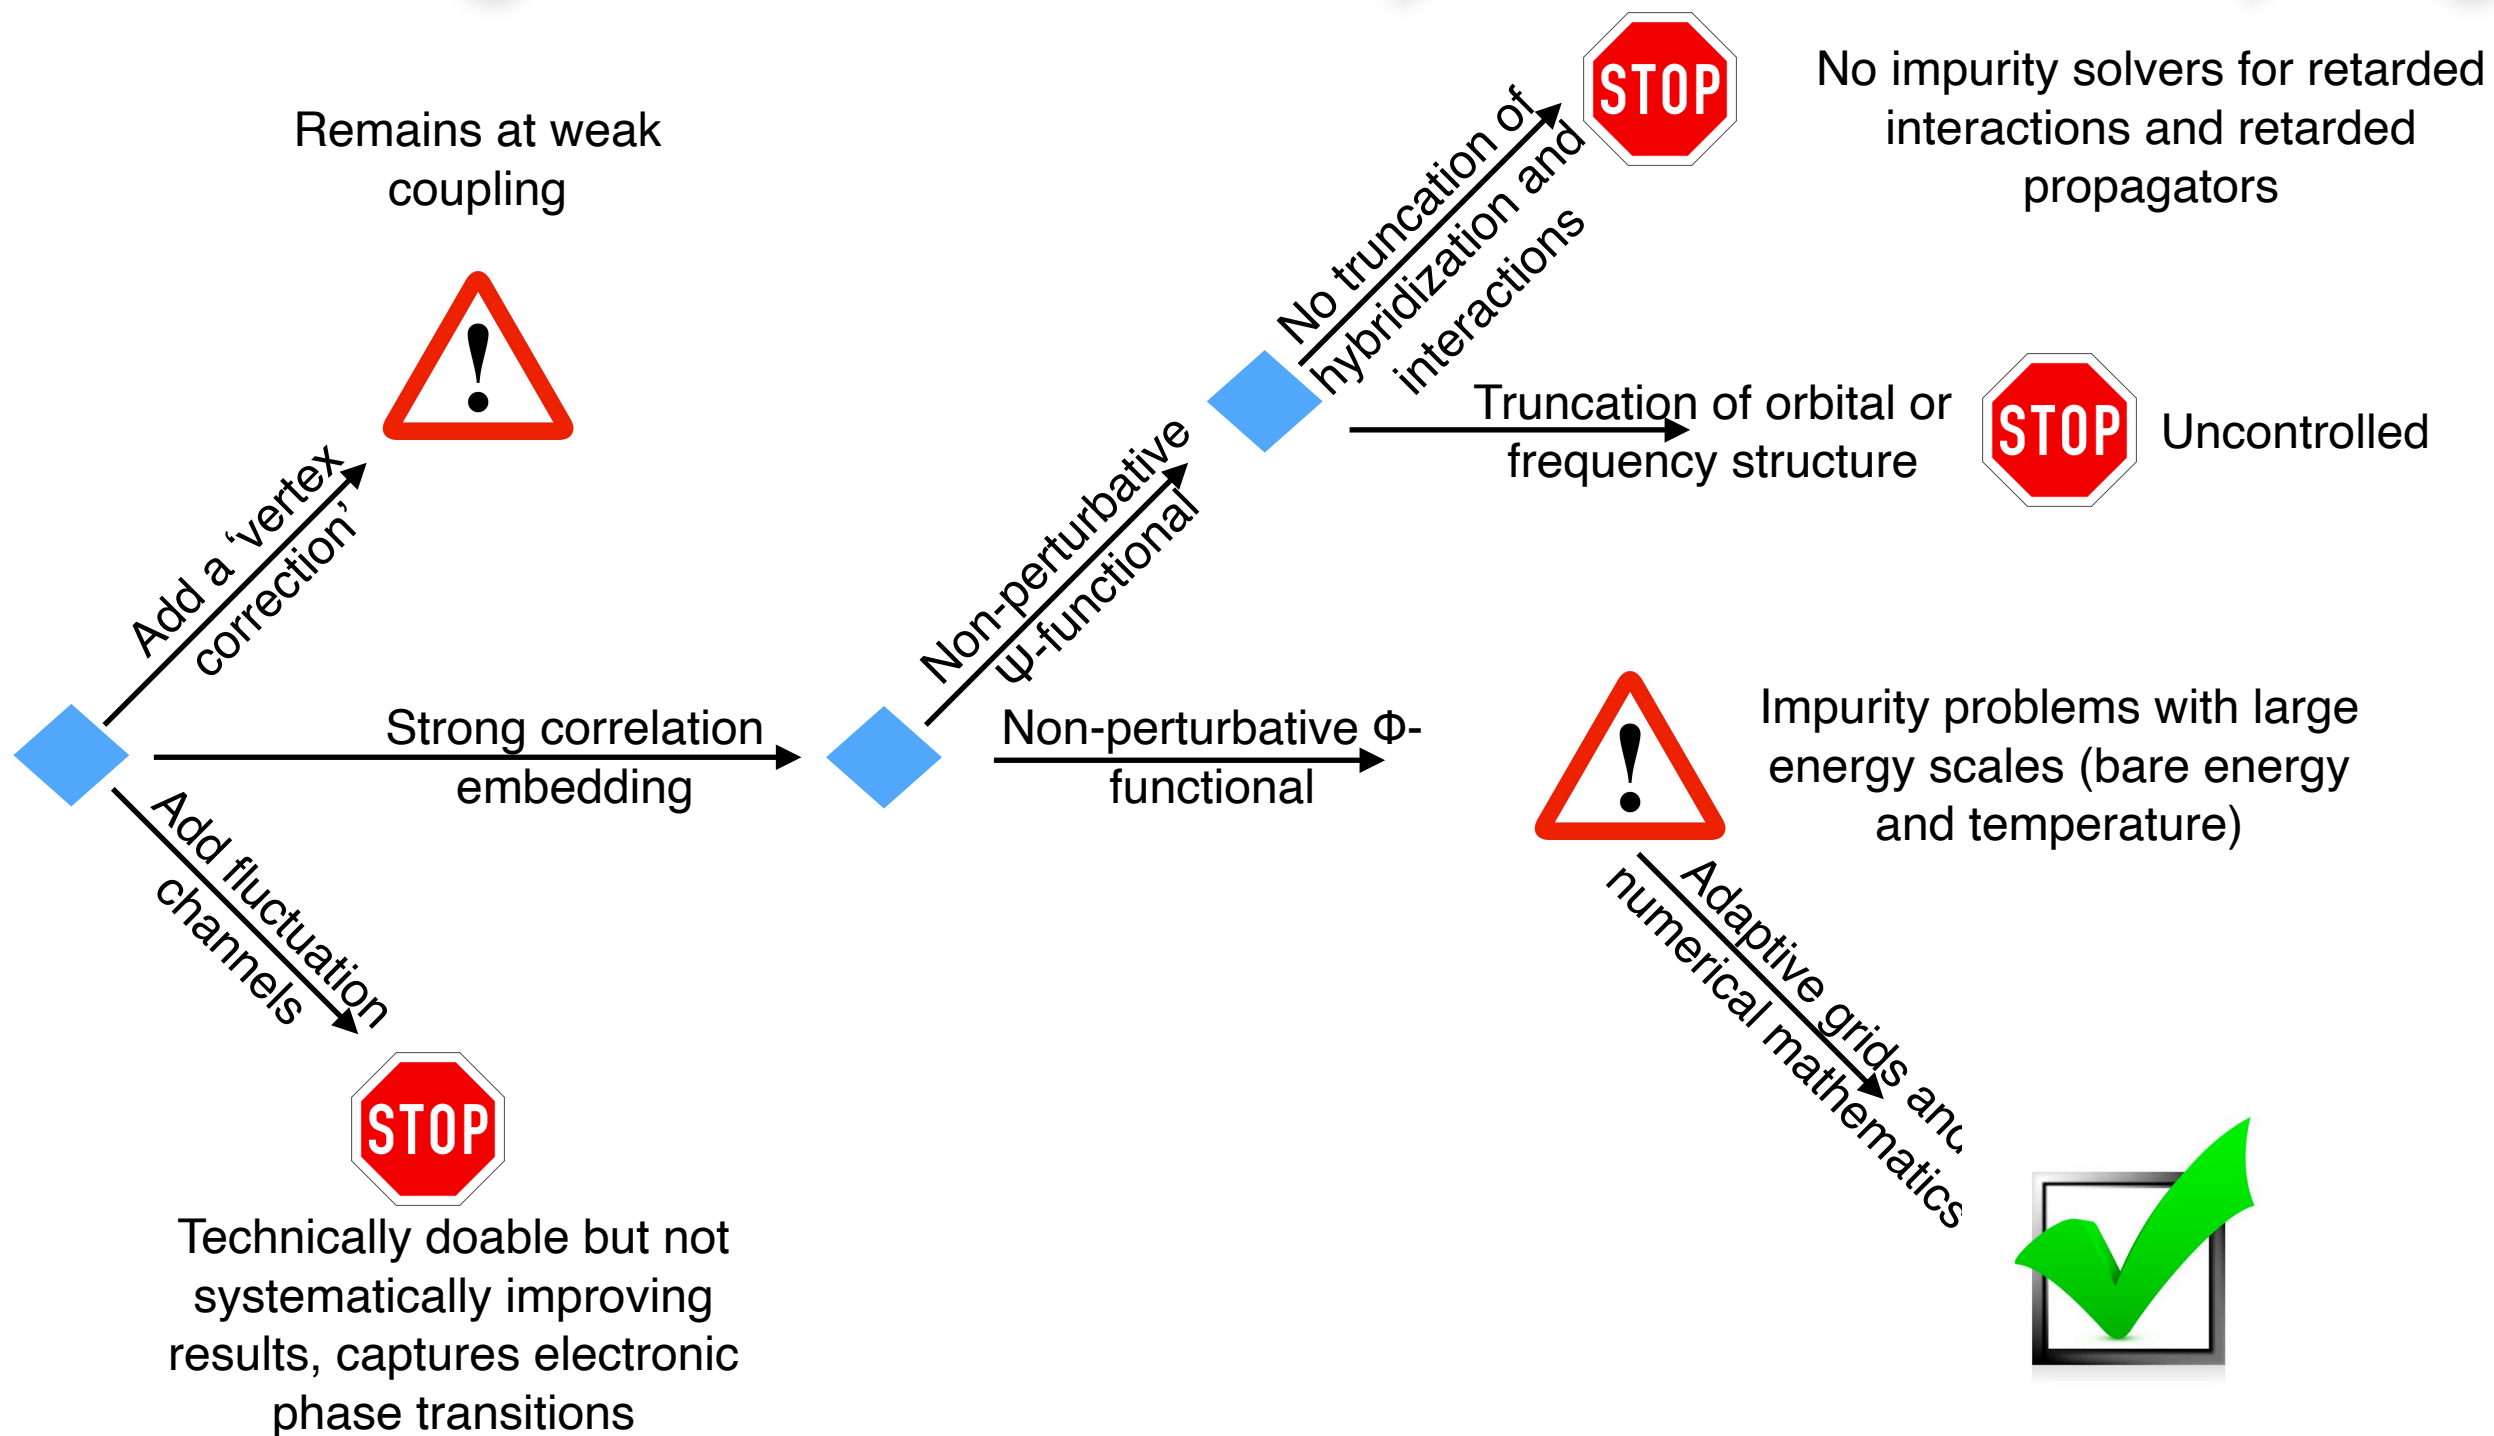 Remains at weak
coupling
Add a ‘vertex
correction’
Strong correlation
embedding
Add fluctuation
channels
STOP
Technically doable but not
systematically improving
results, captures electronic
phase transitions
Non-perturbative
Ψ-functional
Non-perturbative Φ-
functional
No truncation of
hybridization and
interactions
STOP
No impurity solvers for retarded
interactions and retarded
propagators
Truncation of orbital or
frequency structure
STOP
Uncontrolled
Impurity problems with large
energy scales (bare energy
and temperature)
Adaptive grids and
numerical mathematics